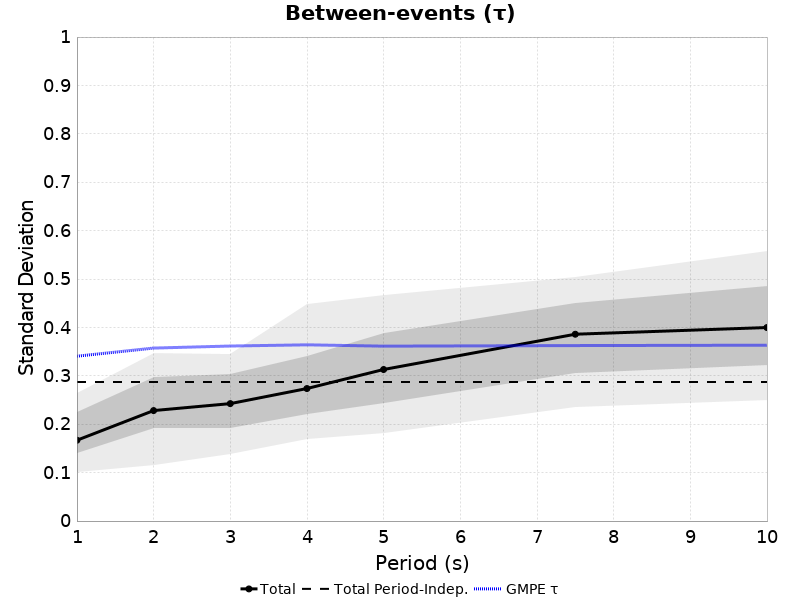 Between-events (τ)
Standard Deviation
1
0.9
0.8
0.7
0.6
0.5
0.4
0.3
0.2
0.1
0
1 2 3 4 5 6 7 8 9 10
Period (s)
Total Total Period-Indep. GMPE τ